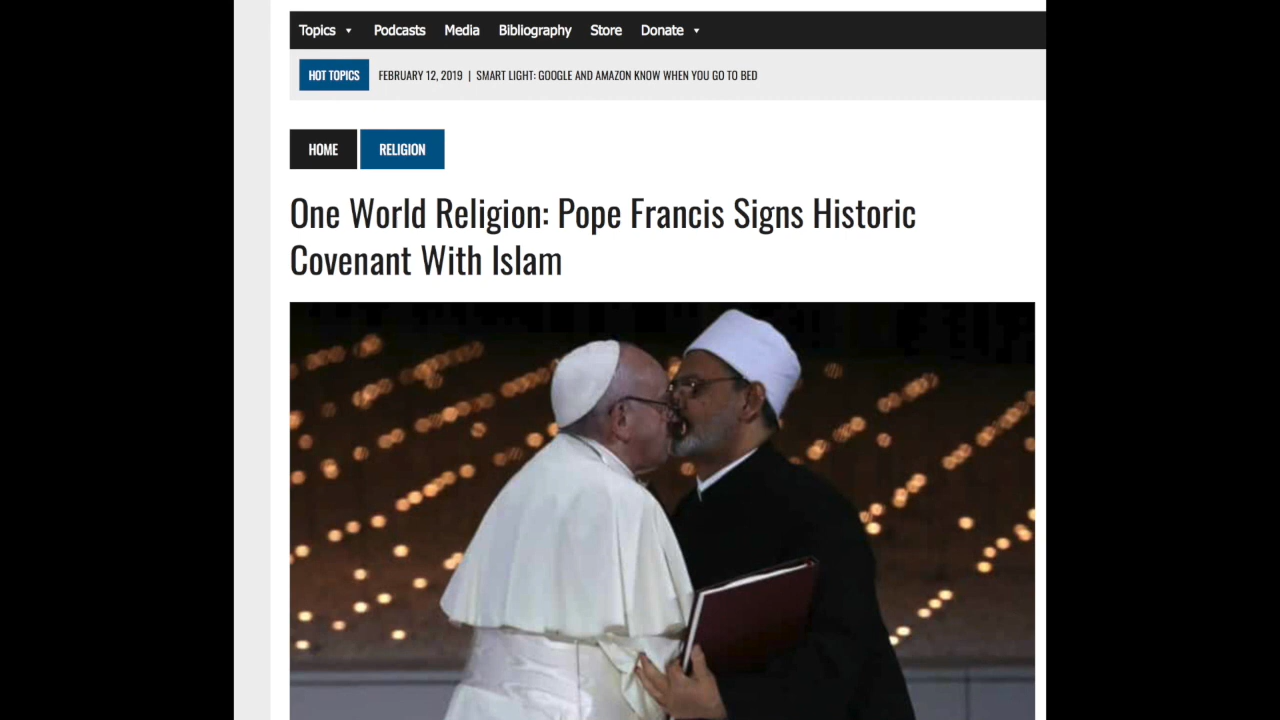 Topics Podcasts Media Bibliography Store Donate
HOT TOPICS FEBRUARY 12, 2019 | SMART LIGHT: GOOGLE AND AMAZON KNOW WHEN YOU GO TO BED
HOME RELIGION
One World Religion: Pope Francis Signs Historic
Covenant With Islam